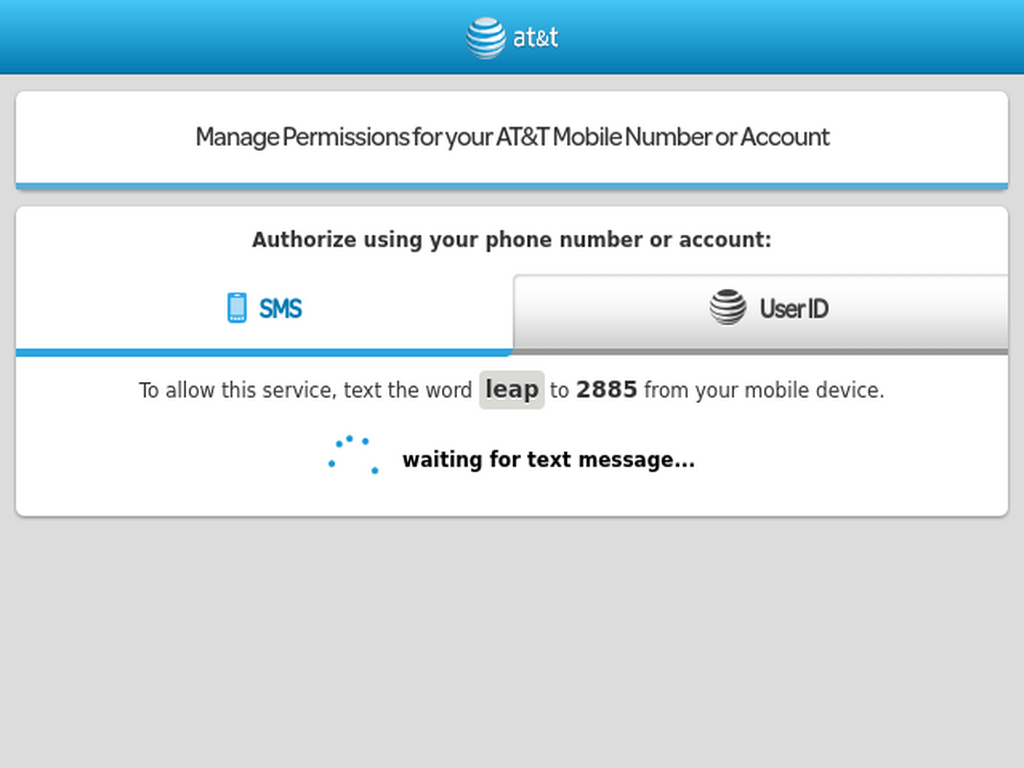 at&t
Manage Permissions for your AT&T Mobile Number or Account
Authorize using your phone number or account:
SMS
User ID
To allow this service, text the word leap to 2885 from your mobile device.
waiting for text message...